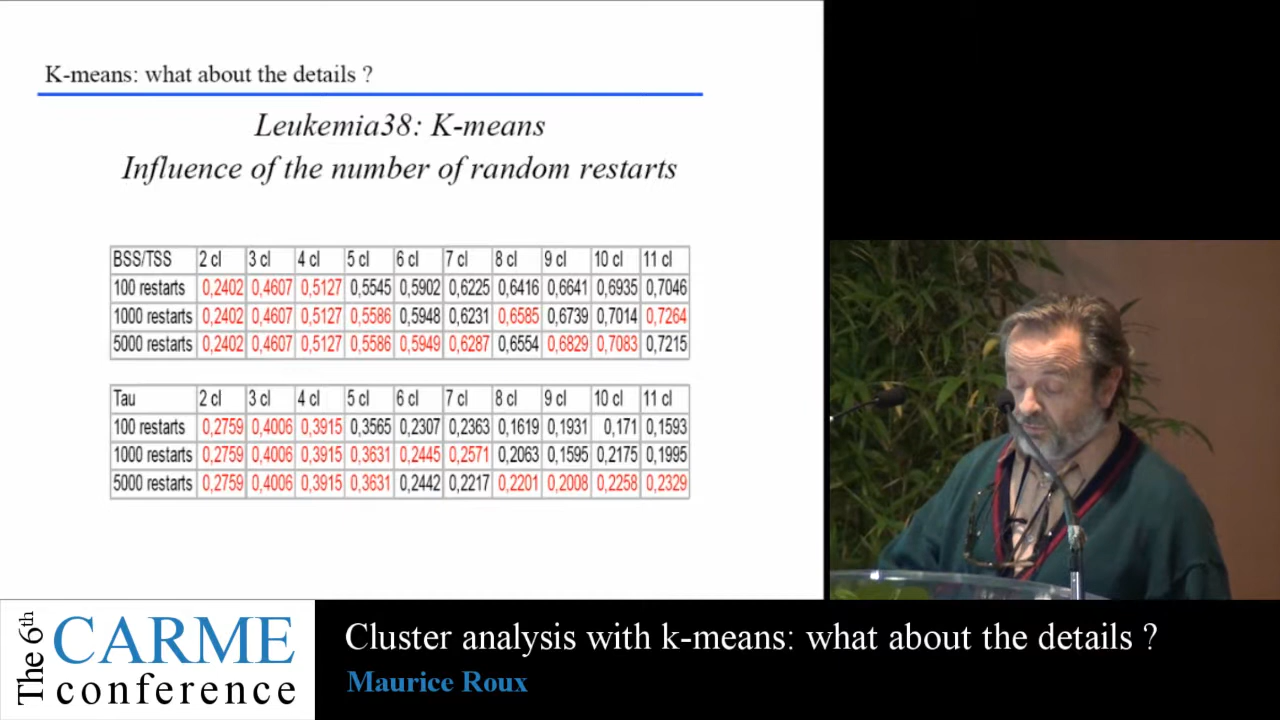 K-means: what about the details ?
Leukemia38: K-means
Influence of the number of random restarts
BSS/TSS 2 cl 3 cl 4 cl 5 cl 6 cl 7 cl 8 cl 9 cl 10 cl 11 cl
100 restarts 0,2402 0,4607 0,5127 0,5545 0,5902 0,6225 0,6416 0,6641 0,6935 0,7046
1000 restarts 0,2402 0,4607 0,5127 0,5586 0,5948 0,6231 0,6585 0,6739 0,7014 0,7264
5000 restarts 0,2402 0,4607 0,5127 0,5586 0,5949 0,6287 0,6554 0,6829 0,7083 0,7215
Tau 2 cl 3 cl 4 cl 5 cl 6 cl 7 cl 8 cl 9 cl 10 cl 11 cl
100 restarts 0,2759 0,4006 0,3915 0,3565 0,2307 0,2363 0,1619 0,1931 0,171 0,1593
1000 restarts 0,2759 0,4006 0,3915 0,3631 0,2445 0,2571 0,2063 0,1595 0,2175 0,1995
5000 restarts 0,2759 0,4006 0,3915 0,3631 0,2442 0,2217 0,2201 0,2008 0,2258 0,2329
The 6th CARME conference
Cluster analysis with k-means: what about the details ?
Maurice Roux